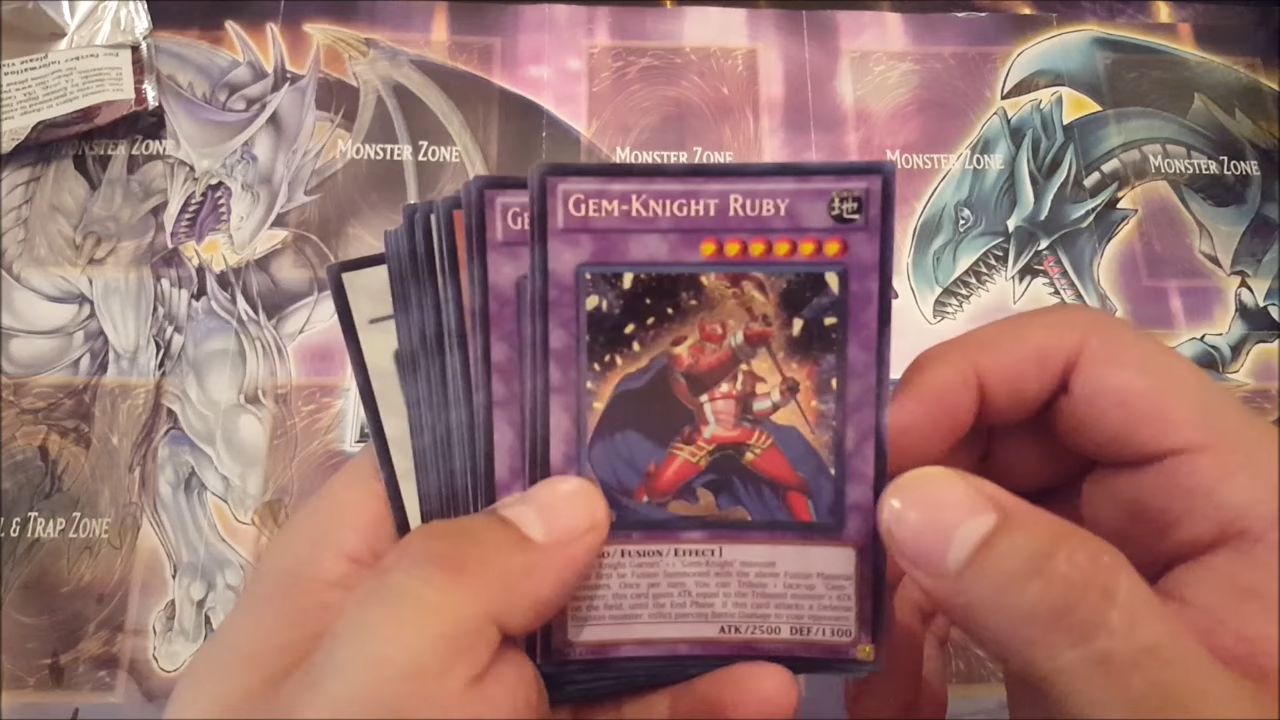 MONSTER ZONE
MONSTER ZONE
MONSTER ZONE
MONSTER ZONE
MONSTER ZONE
& TRAP ZONE
GE
GEM-KNIGHT RUBY
地
/ FUSION / EFFECT ]
Knight Garnet" + 1 "Gem-Knight" monster
first be Fusion Summoned with the above Fusion Material
Once per turn: You can Tribute 1 face-up "Gem-
monster; this card gains ATK equal to the Tributed monster's ATK
on the field, until the End Phase. If this card attacks a Defense
Position monster, inflict piercing Battle Damage to your opponent.
ATK/2500 DEF/1300